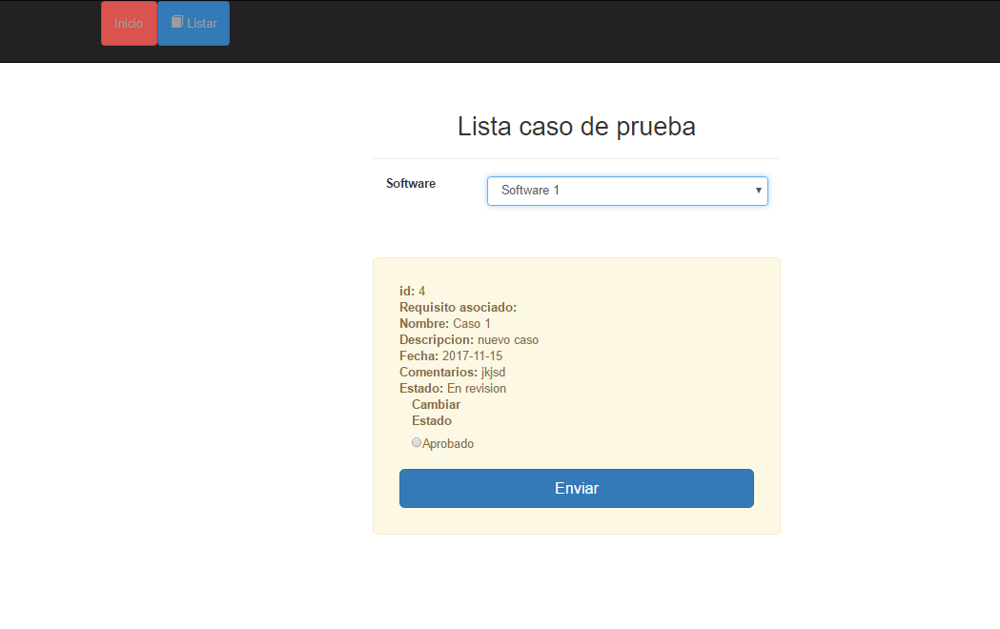 Inicio Listar
Lista caso de prueba
Software Software 1
id: 4
Requisito asociado:
Nombre: Caso 1
Descripcion: nuevo caso
Fecha: 2017-11-15
Comentarios: jkjsd
Estado: En revision
Cambiar
Estado
Aprobado
Enviar